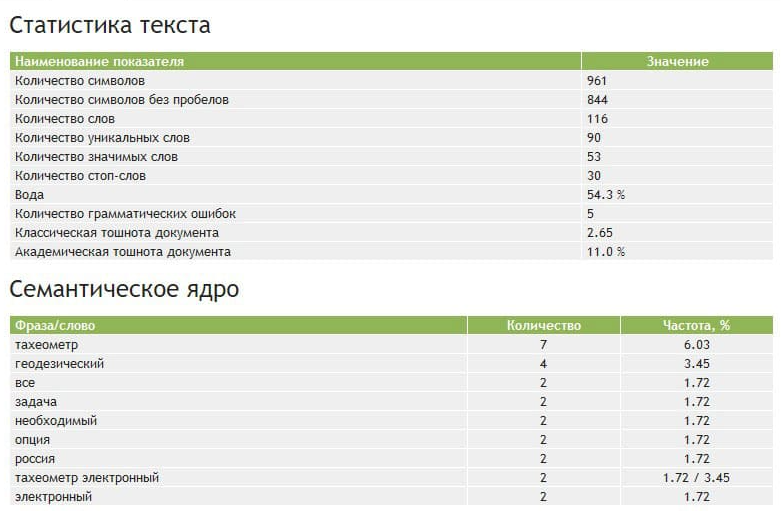 Статистика текста
Наименование показателя Значение
Количество символов 961
Количество символов без пробелов 844
Количество слов 116
Количество уникальных слов 90
Количество значимых слов 53
Количество стоп-слов 30
Вода 54.3 %
Количество грамматических ошибок 5
Классическая тошнота документа 2.65
Академическая тошнота документа 11.0 %
Семантическое ядро
Фраза/слово Количество Частота, %
тахеометр 7 6.03
геодезический 4 3.45
все 2 1.72
задача 2 1.72
необходимый 2 1.72
опция 2 1.72
россия 2 1.72
тахеометр электронный 2 1.72 / 3.45
электронный 2 1.72